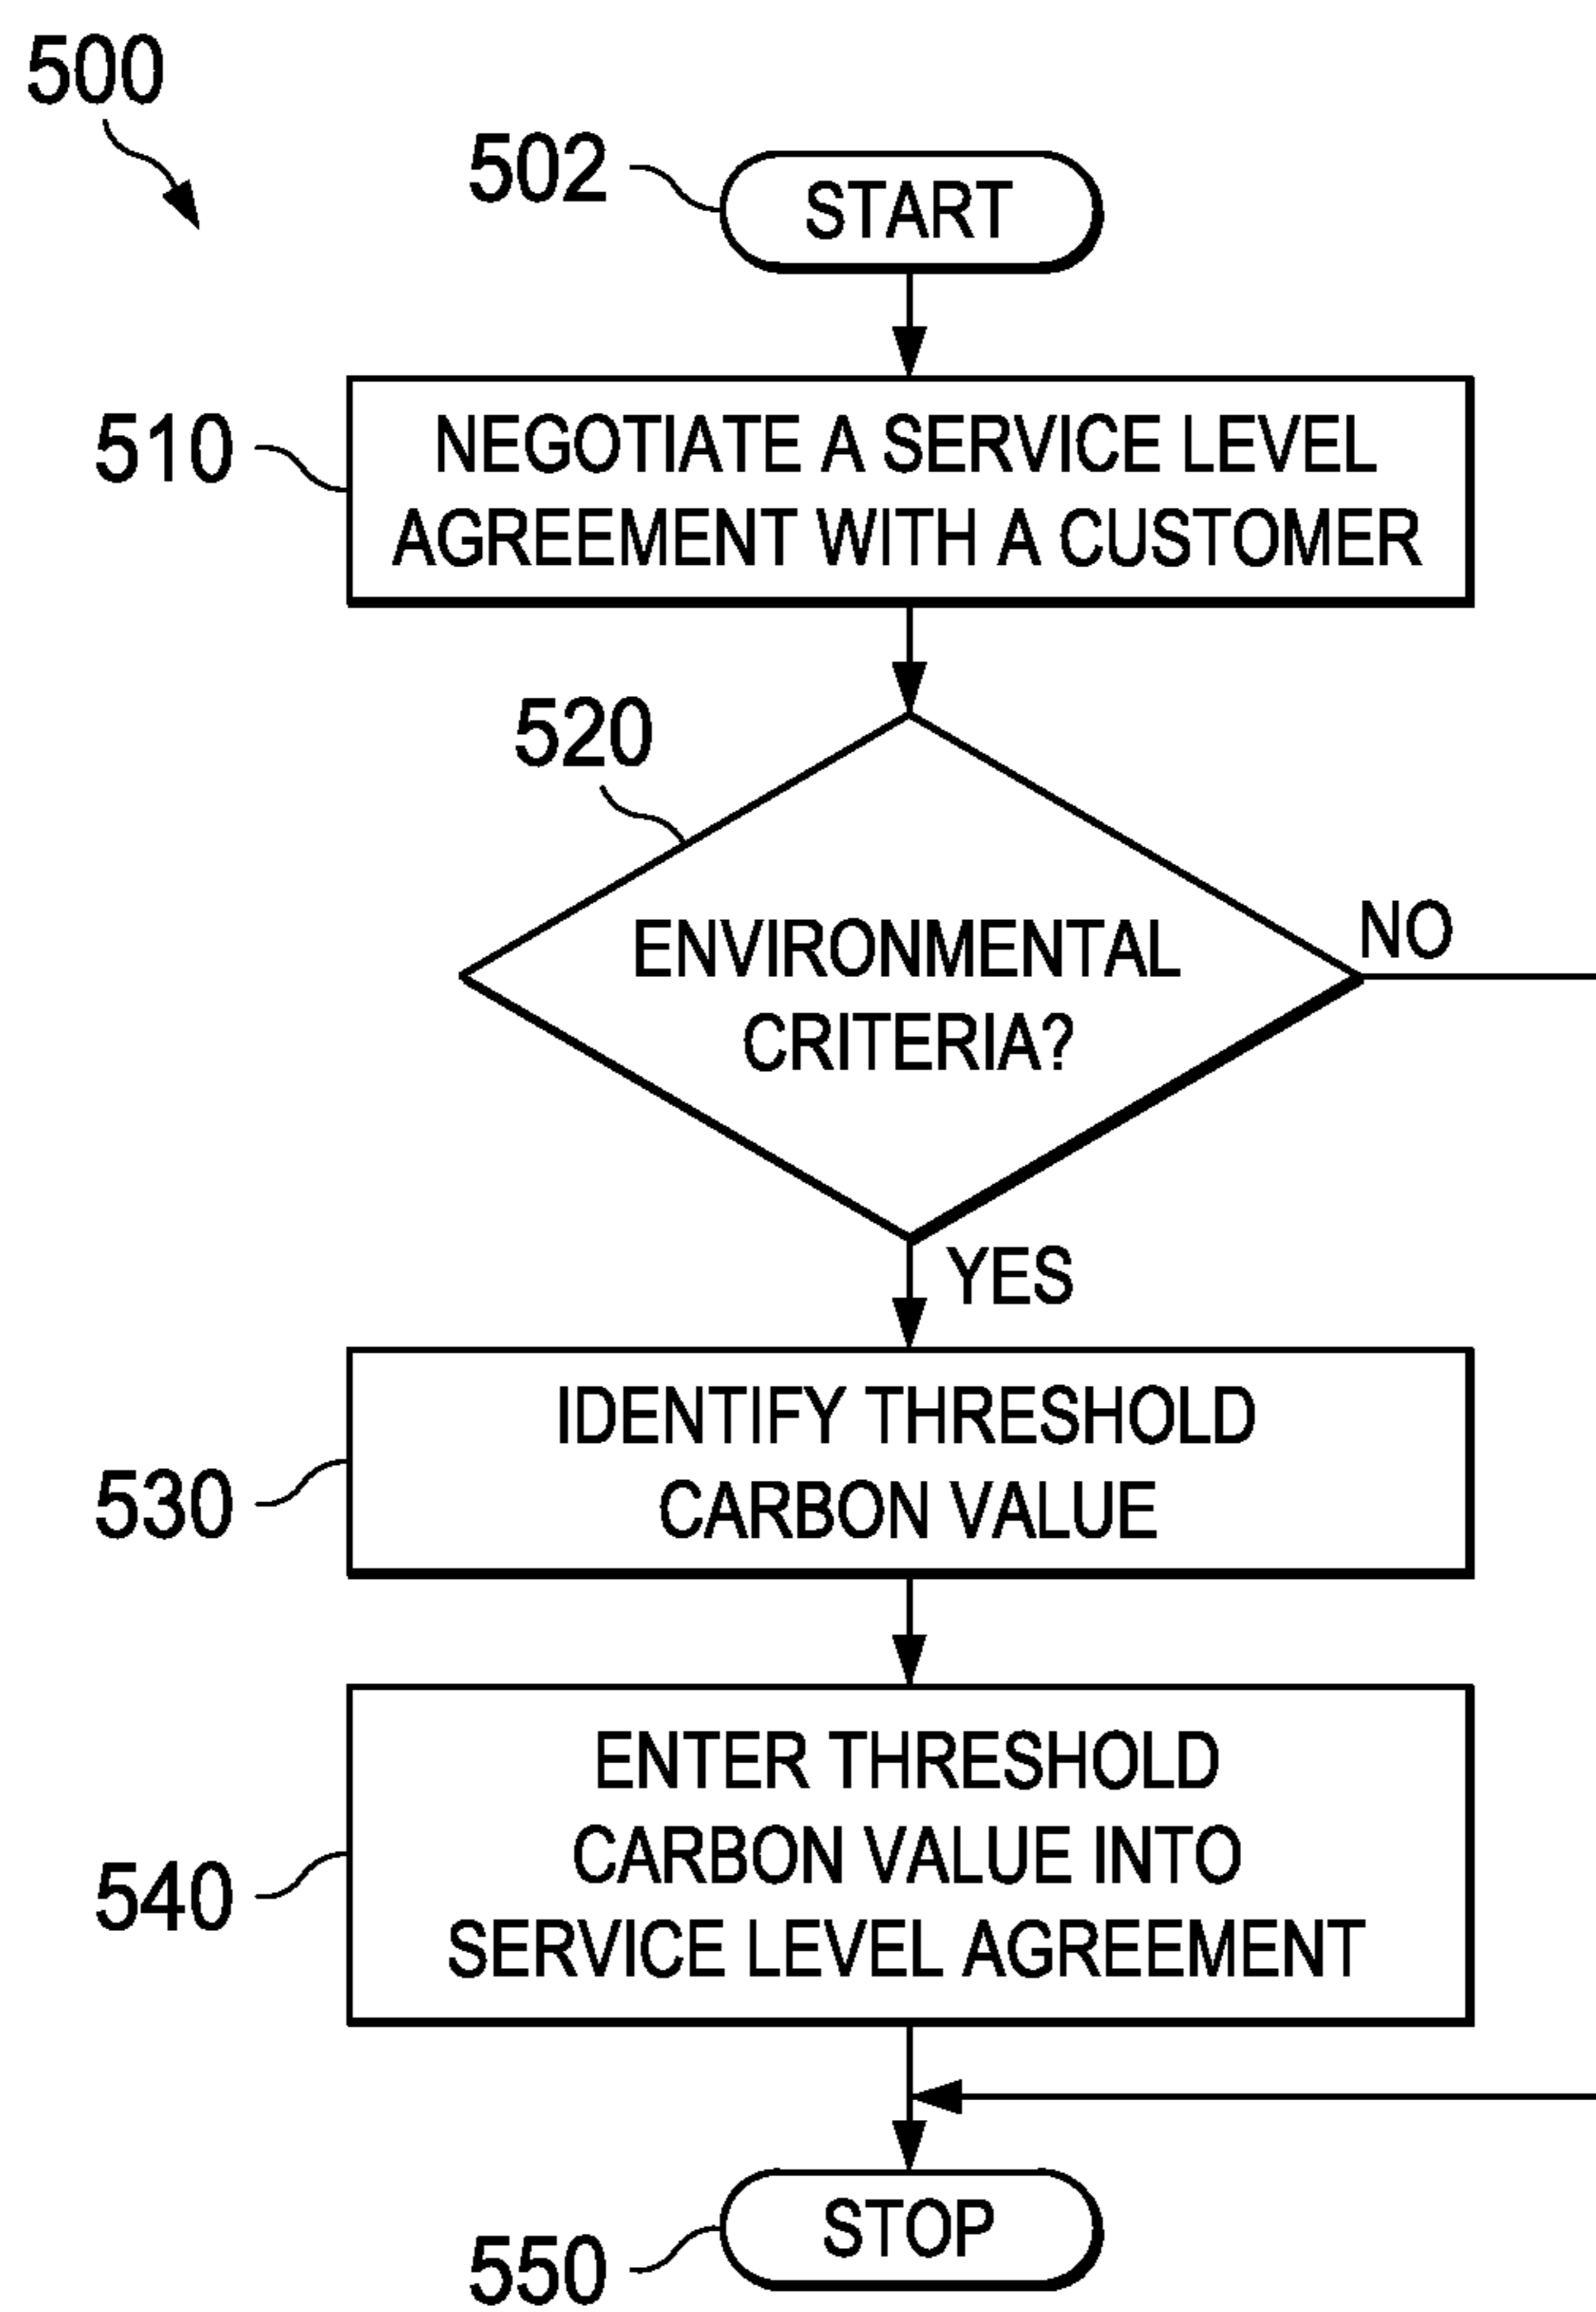 500
502
START
510
NEGOTIATE A SERVICE LEVEL
AGREEMENT WITH A CUSTOMER
520
ENVIRONMENTAL
CRITERIA?
NO
YES
530
IDENTIFY THRESHOLD
CARBON VALUE
540
ENTER THRESHOLD
CARBON VALUE INTO
SERVICE LEVEL AGREEMENT
550
STOP